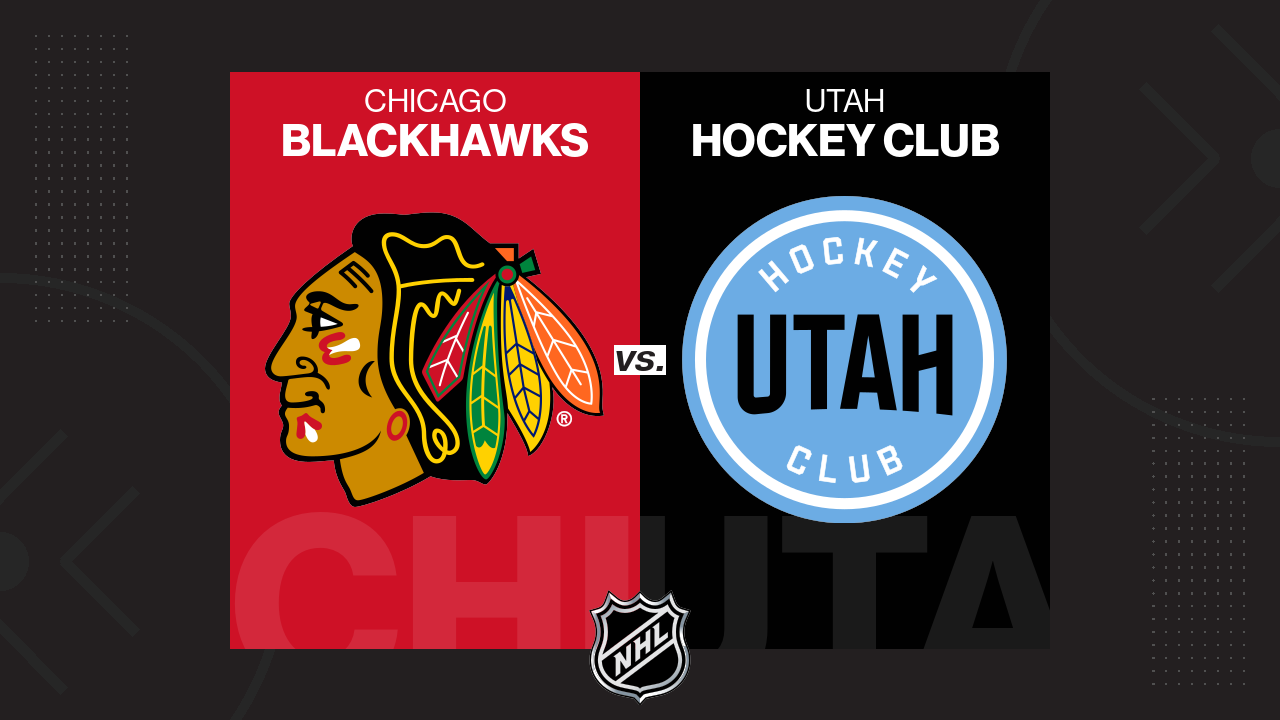 CHICAGO
BLACKHAWKS
UTAH
HOCKEY CLUB
®
vs.
HOCKEY
UTAH
CLUB
CHI
UTA
NHL